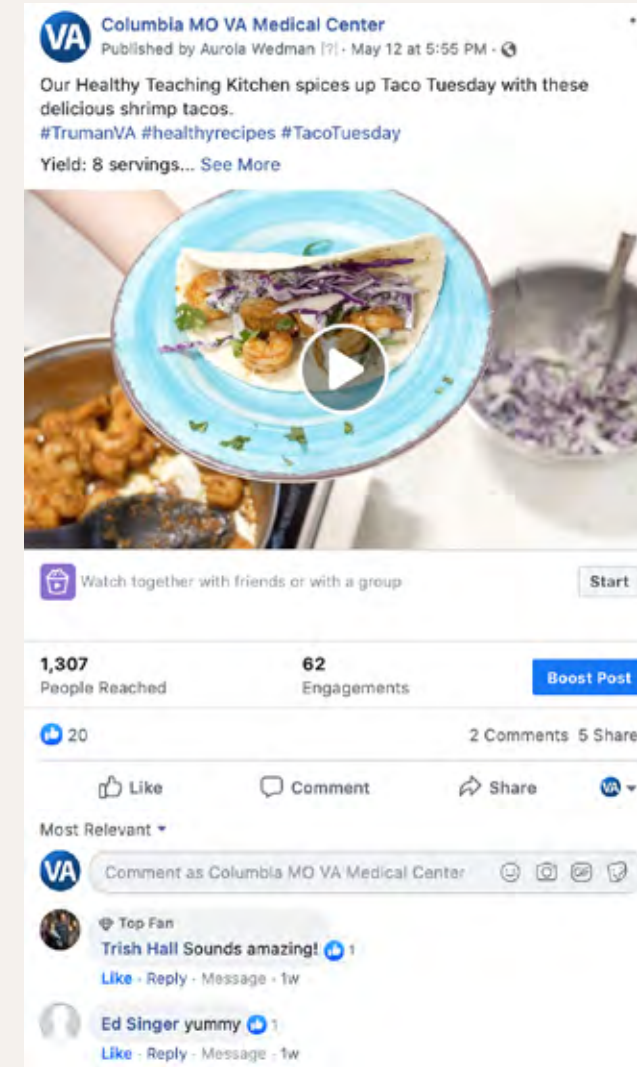 VA
Columbia MO VA Medical Center
Published by Aurola Wedman [?] · May 12 at 5:55 PM ·
Our Healthy Teaching Kitchen spices up Taco Tuesday with these
delicious shrimp tacos.
#TrumanVA #healthyrecipes #TacoTuesday
Yield: 8 servings... See More
Watch together with friends or with a group
Start
1,307
People Reached
62
Engagements
Boost Post
20
2 Comments 5 Share
Like
Comment
Share
VA
Most Relevant
VA
Comment as Columbia MO VA Medical Center
GIF
Top Fan
Trish Hall Sounds amazing! 1
Like · Reply · Message · 1w
Ed Singer yummy 1
Like · Reply · Message · 1w